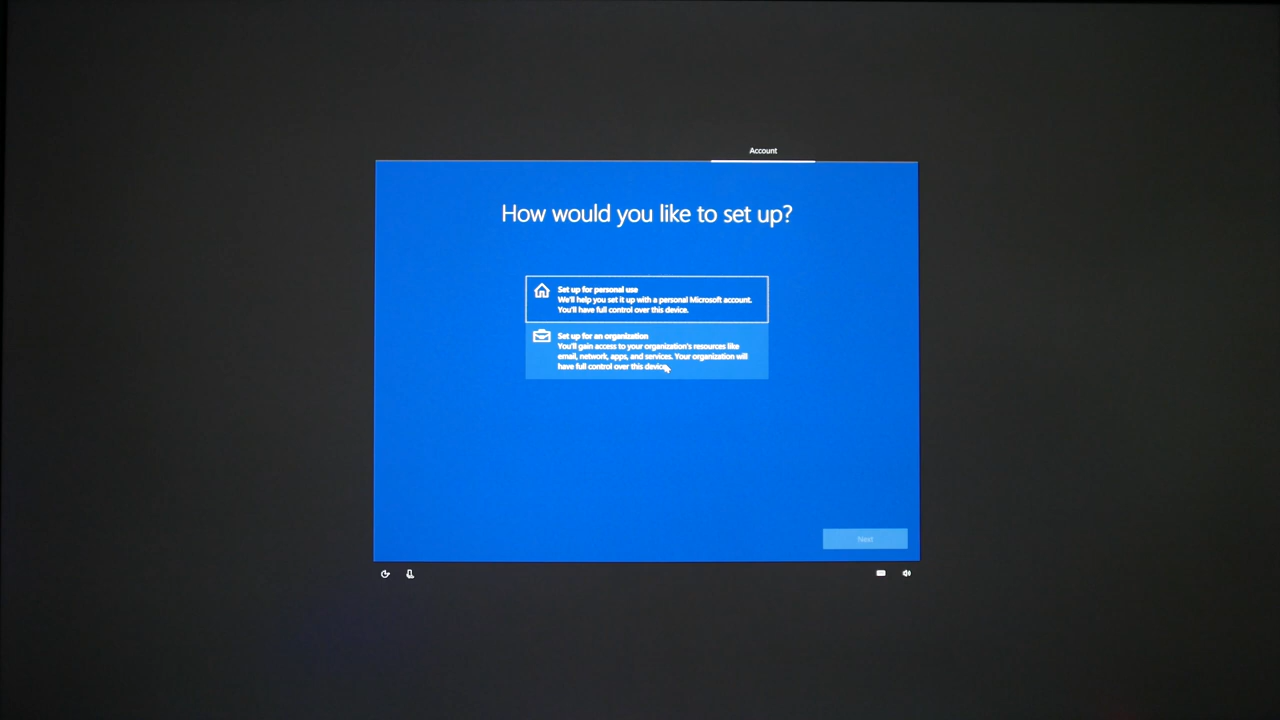 Account
How would you like to set up?
Set up for personal use
We'll help you set it up with a personal Microsoft account.
You'll have full control over this device.
Set up for an organization
You'll gain access to your organization's resources like
email, network, apps, and services. Your organization will
have full control over this device.
Next